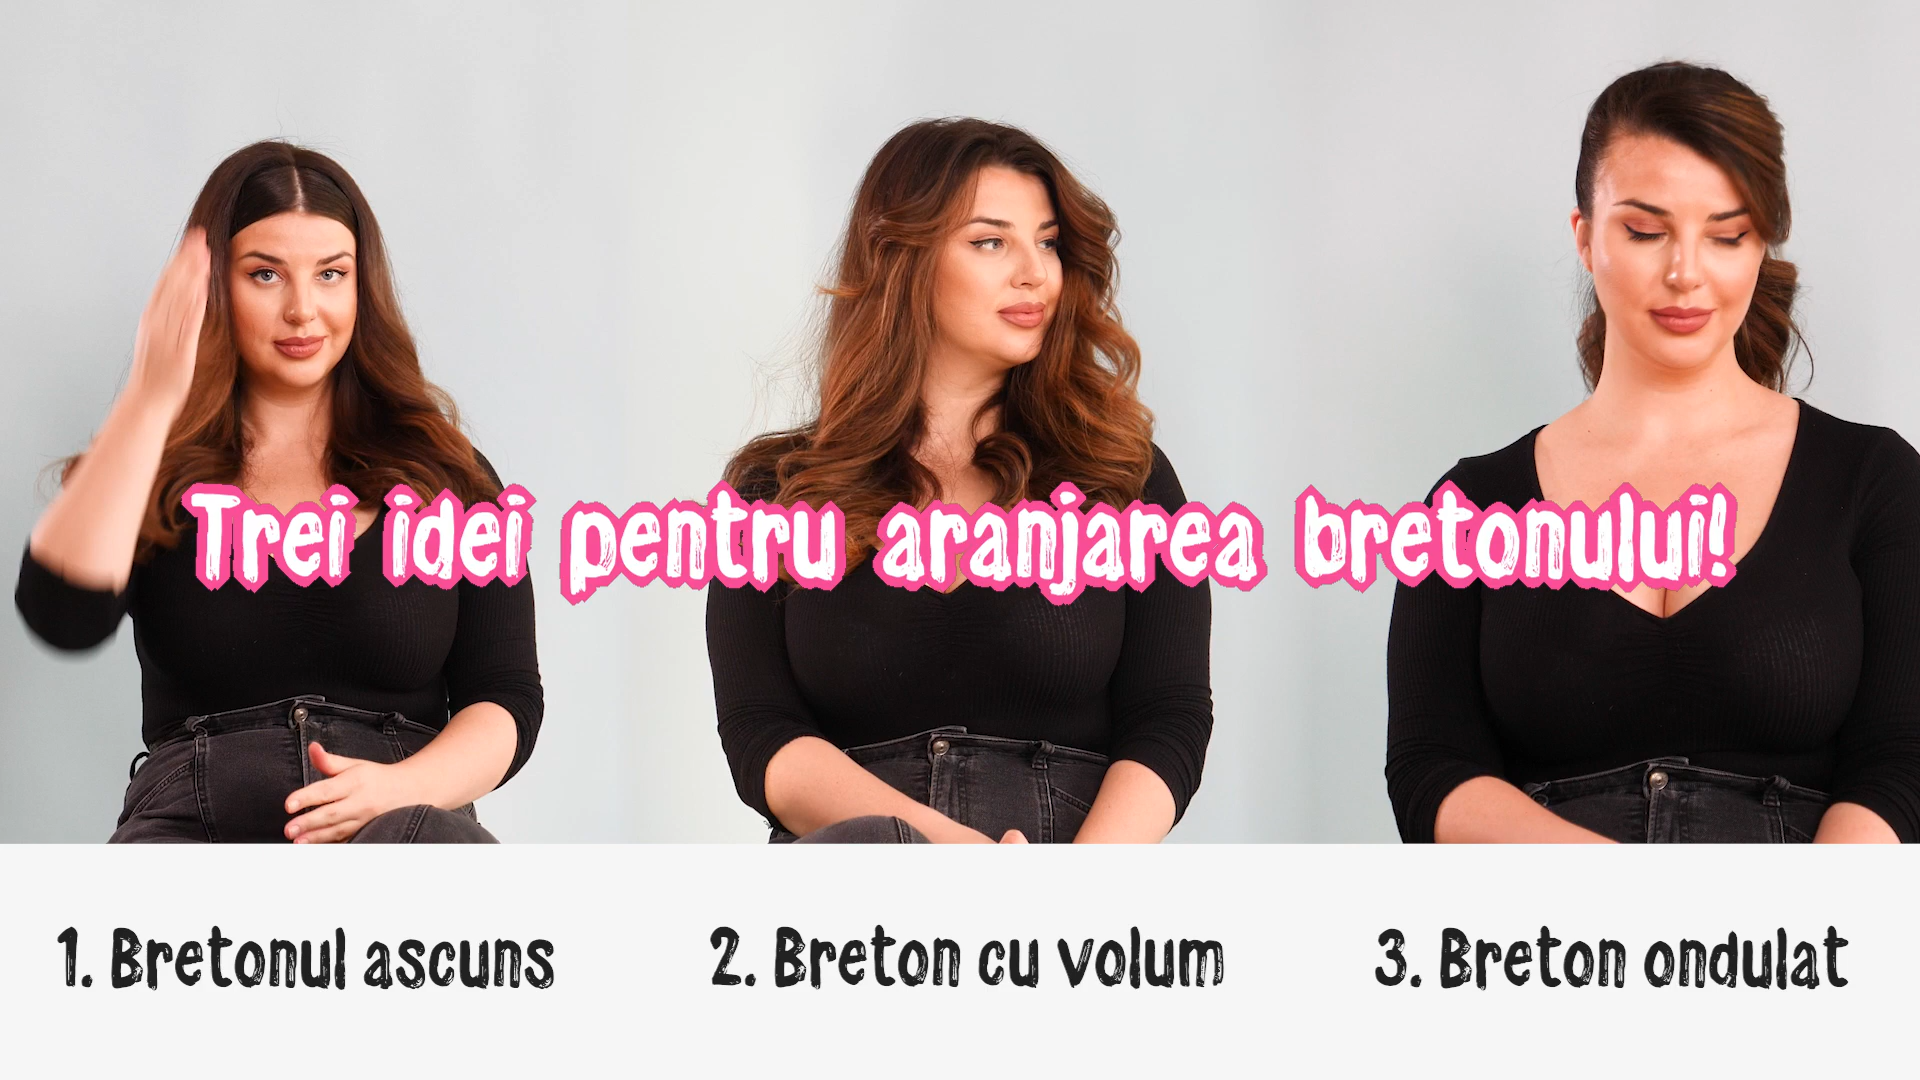 Trei idei pentru aranjarea bretonului!
1. Bretonul ascuns
2. Breton cu volum
3. Breton ondulat